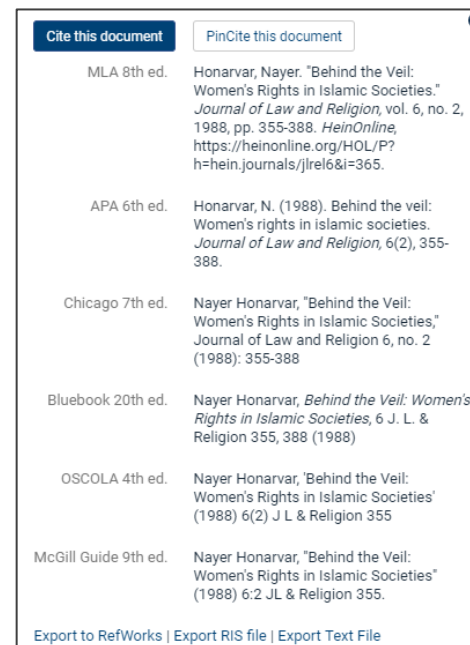 Cite this document PinCite this document
MLA 8th ed. Honarvar, Nayer. "Behind the Veil:
Women's Rights in Islamic Societies."
Journal of Law and Religion, vol. 6, no. 2,
1988, pp. 355-388. HeinOnline,
https://heinonline.org/HOL/P?
h=hein.journals/jlrel6&i=365.
APA 6th ed. Honarvar, N. (1988). Behind the veil:
Women's rights in islamic societies.
Journal of Law and Religion, 6(2), 355-
388.
Chicago 7th ed. Nayer Honarvar, "Behind the Veil:
Women's Rights in Islamic Societies,"
Journal of Law and Religion 6, no. 2
(1988): 355-388
Bluebook 20th ed. Nayer Honarvar, Behind the Veil: Women's
Rights in Islamic Societies, 6 J. L. &
Religion 355, 388 (1988)
OSCOLA 4th ed. Nayer Honarvar, 'Behind the Veil:
Women's Rights in Islamic Societies'
(1988) 6(2) J L & Religion 355
McGill Guide 9th ed. Nayer Honarvar, "Behind the Veil:
Women's Rights in Islamic Societies"
(1988) 6:2 JL & Religion 355.
Export to RefWorks | Export RIS file | Export Text File